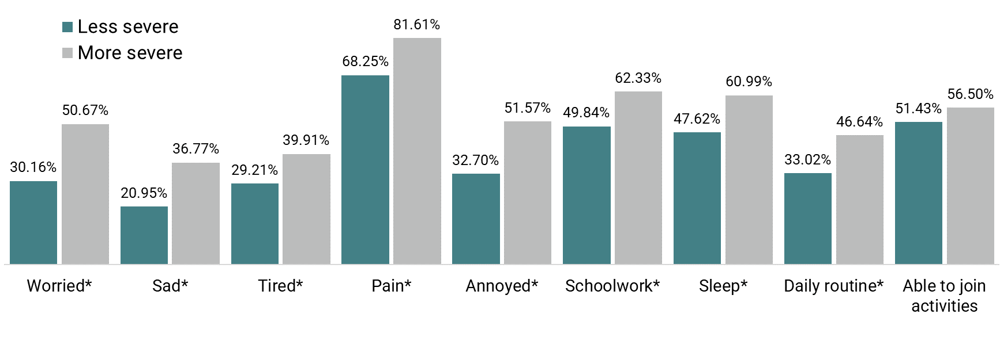 Less severe
More severe
30.16%
50.67%
20.95%
36.77%
29.21%
39.91%
68.25%
81.61%
32.70%
51.57%
49.84%
62.33%
47.62%
60.99%
33.02%
46.64%
51.43%
56.50%
Worried*
Sad*
Tired*
Pain*
Annoyed*
Schoolwork*
Sleep*
Daily routine*
Able to join
activities